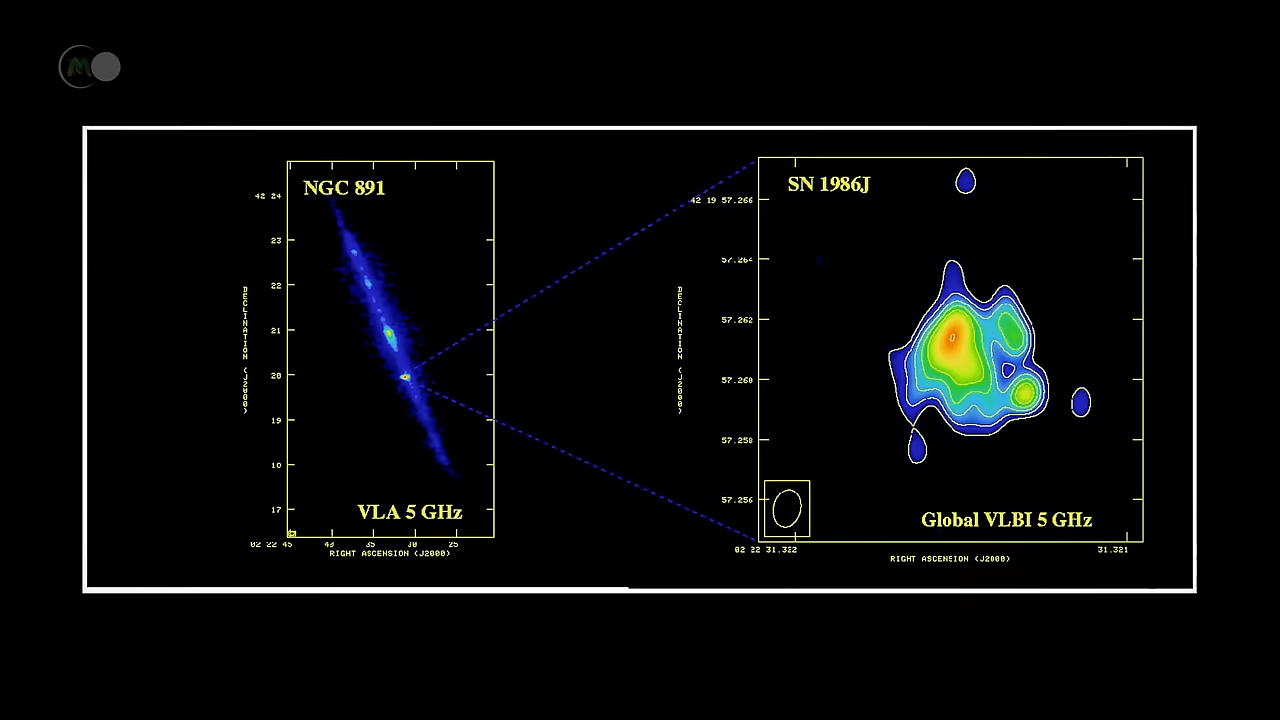 NGC 891
42 24
23
22
21
20
19
18
17
DECLINATION (J2000)
VLA 5 GHz
02 22 45
40
35
30
25
RIGHT ASCENSION (J2000)
SN 1986J
42 19 57.266
57.264
57.262
57.260
57.258
57.256
DECLINATION (J2000)
0
Global VLBI 5 GHz
02 22 31.322
31.321
RIGHT ASCENSION (J2000)
M